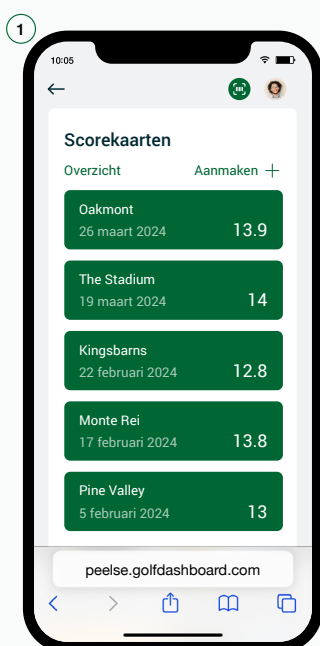 1
10:05
Scorekaarten
Overzicht Aanmaken +
Oakmont
26 maart 2024 13.9
The Stadium
19 maart 2024 14
Kingsbarns
22 februari 2024 12.8
Monte Rei
17 februari 2024 13.8
Pine Valley
5 februari 2024 13
peelse.golfdashboard.com